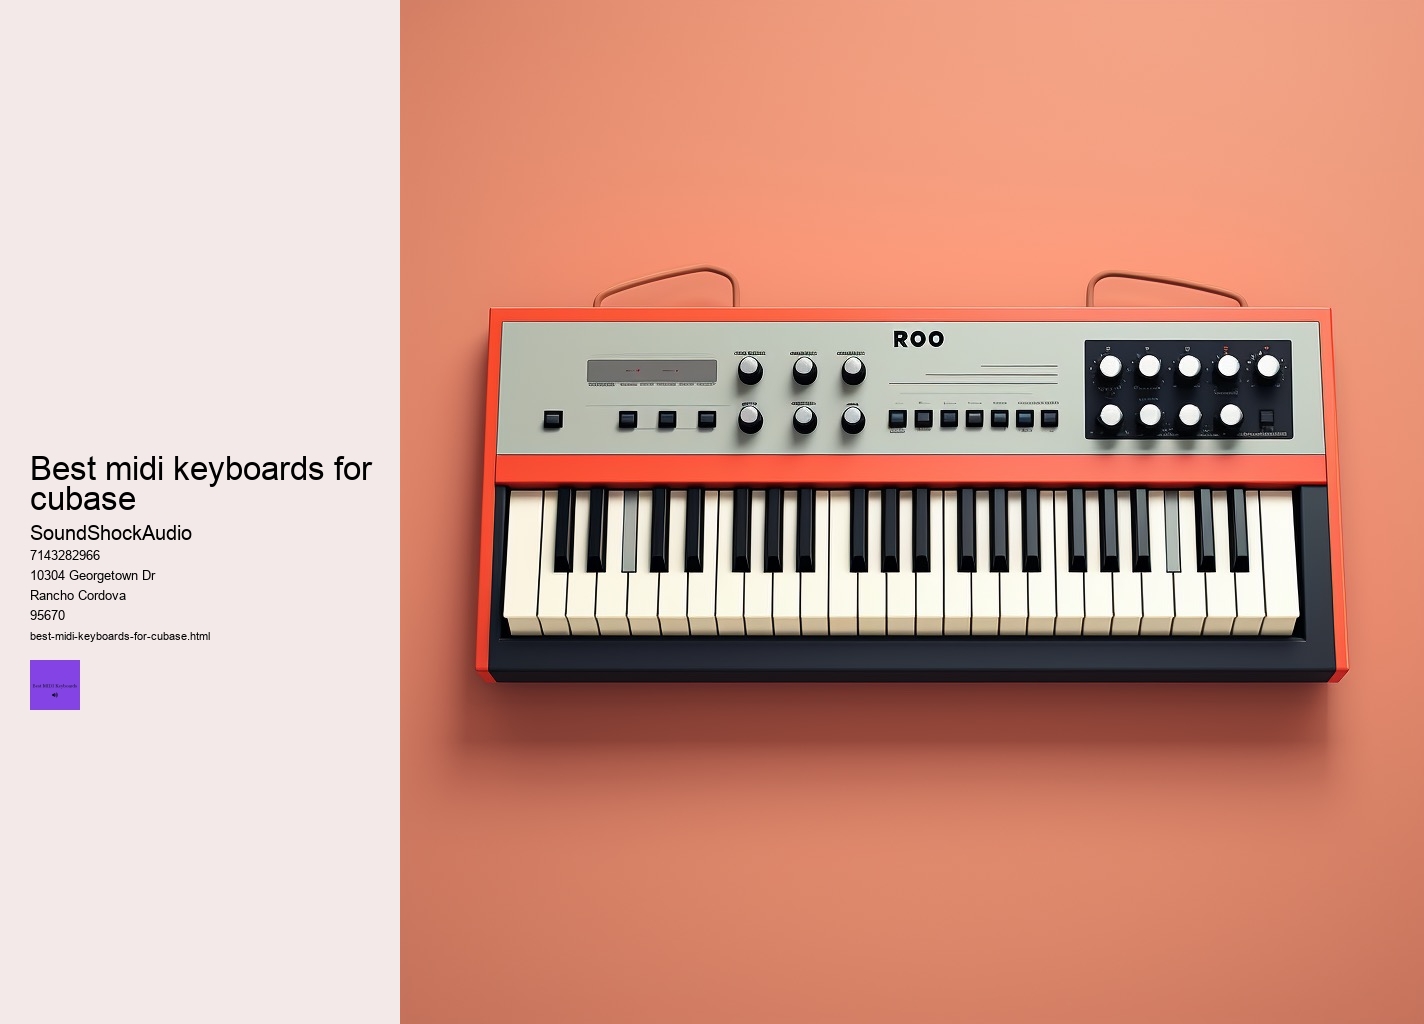 Best midi keyboards for
cubase
SoundShockAudio
7143282966
10304 Georgetown Dr
Rancho Cordova
95670
best-midi-keyboards-for-cubase.html
Best MIDI Keyboards
ROO